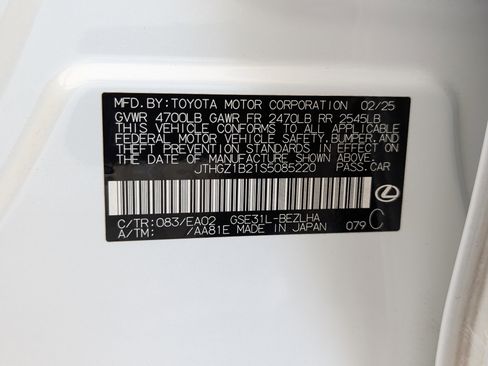 MFD.BY:TOYOTA MOTOR CORPORATION 02/25
GVWR 4700LB GAWR FR 2470LB RR 2545LB
THIS VEHICLE CONFORMS TO ALL APPLICABLE
FEDERAL MOTOR VEHICLE SAFETY, BUMPER, AND
THEFT PREVENTION STANDARDS IN EFFECT ON
THE DATE OF MANUFACTURE SHOWN ABOVE.
JTHGZ1B21S5085220 PASS.CAR
C/TR:083/EA02 GSE31L-BEZLHA
A/TM: /AA81E MADE IN JAPAN 079 C